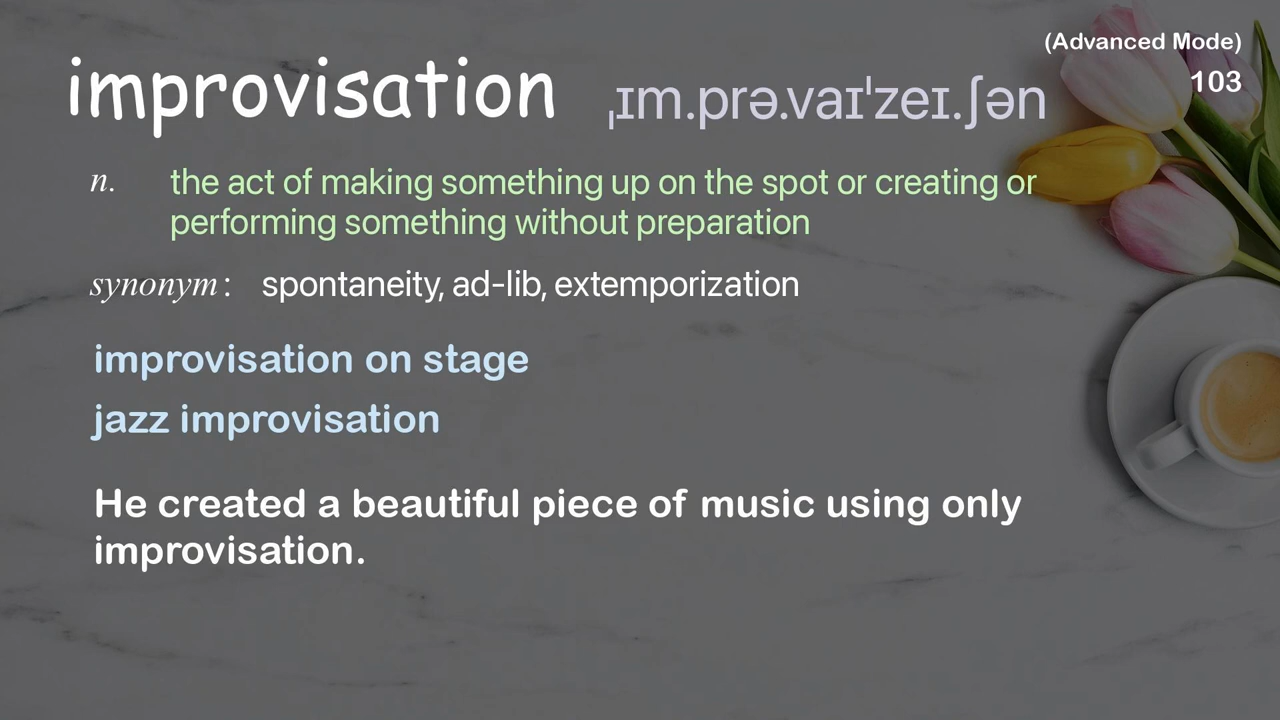 (Advanced Mode)
improvisation ˌɪm.prə.vaɪˈzeɪ.ʃən
103
n. the act of making something up on the spot or creating or
performing something without preparation
synonym: spontaneity, ad-lib, extemporization
improvisation on stage
jazz improvisation
He created a beautiful piece of music using only
improvisation.